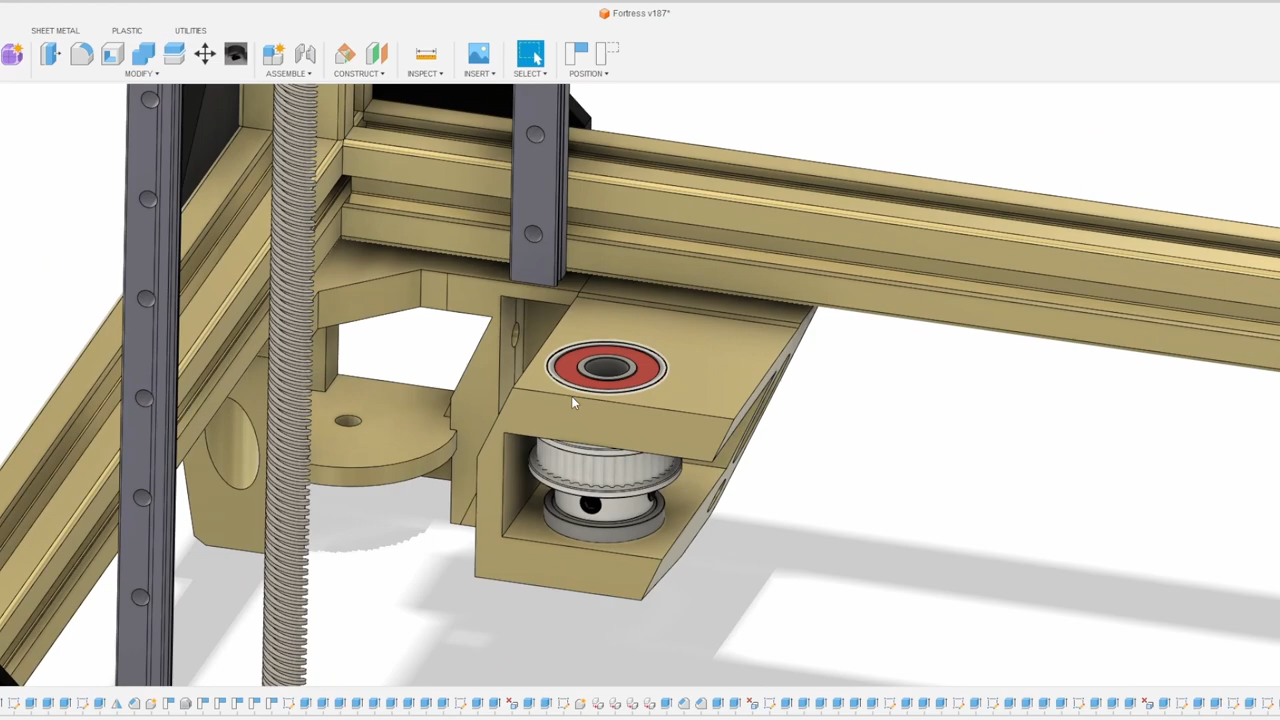 Fortress v187*
SHEET METAL PLASTIC UTILITIES
MODIFY ASSEMBLE CONSTRUCT INSPECT INSERT SELECT POSITION